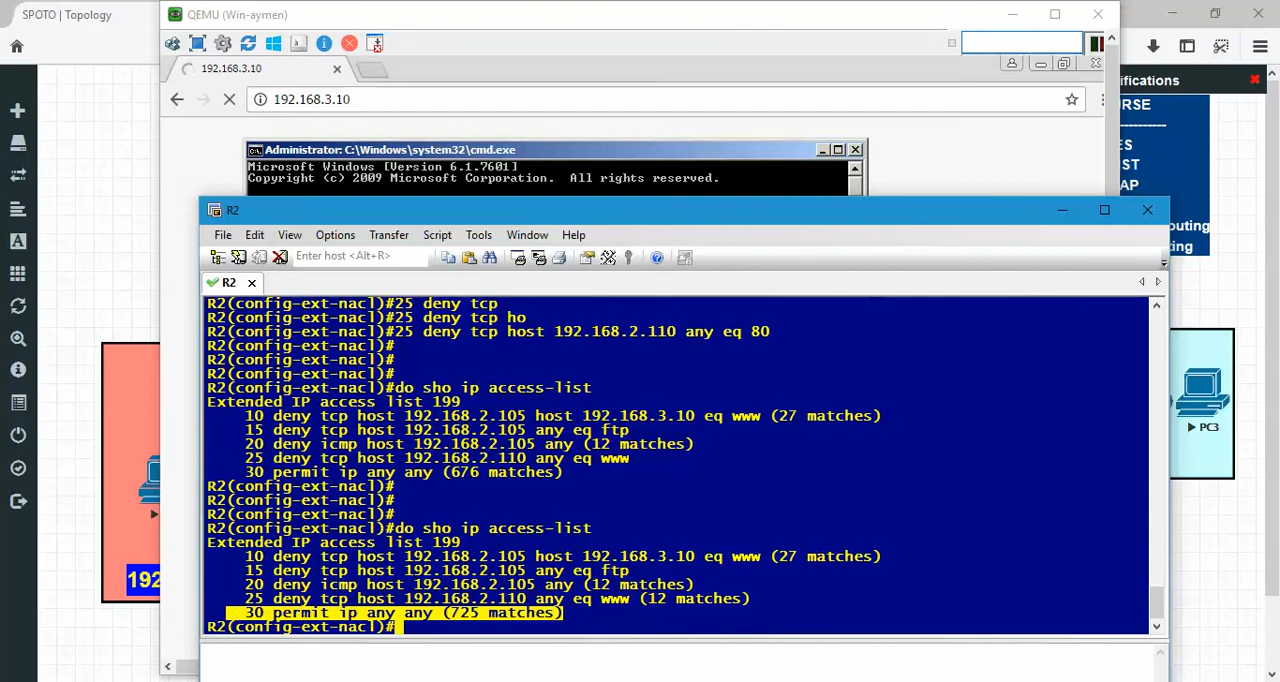 SPOTO | Topology
QEMU (Win-aymen)
192.168.3.10
192.168.3.10
ifications
URSE
ES
ST
AP
puting
ting
Administrator: C:\Windows\system32\cmd.exe
Microsoft Windows [Version 6.1.7601]
Copyright (c) 2009 Microsoft Corporation.  All rights reserved.
R2
File Edit View Options Transfer Script Tools Window Help
Enter host <Alt+R>
R2
R2(config-ext-nacl)#25 deny tcp
R2(config-ext-nacl)#25 deny tcp ho
R2(config-ext-nacl)#25 deny tcp host 192.168.2.110 any eq 80
R2(config-ext-nacl)#
R2(config-ext-nacl)#
R2(config-ext-nacl)#
R2(config-ext-nacl)#do sho ip access-list
Extended IP access list 199
10 deny tcp host 192.168.2.105 host 192.168.3.10 eq www (27 matches)
15 deny tcp host 192.168.2.105 any eq ftp
20 deny icmp host 192.168.2.105 any (12 matches)
25 deny tcp host 192.168.2.110 any eq www
30 permit ip any any (676 matches)
R2(config-ext-nacl)#
R2(config-ext-nacl)#
R2(config-ext-nacl)#
R2(config-ext-nacl)#do sho ip access-list
Extended IP access list 199
10 deny tcp host 192.168.2.105 host 192.168.3.10 eq www (27 matches)
15 deny tcp host 192.168.2.105 any eq ftp
20 deny icmp host 192.168.2.105 any (12 matches)
25 deny tcp host 192.168.2.110 any eq www (12 matches)
30 permit ip any any (725 matches)
R2(config-ext-nacl)#
PC3
192